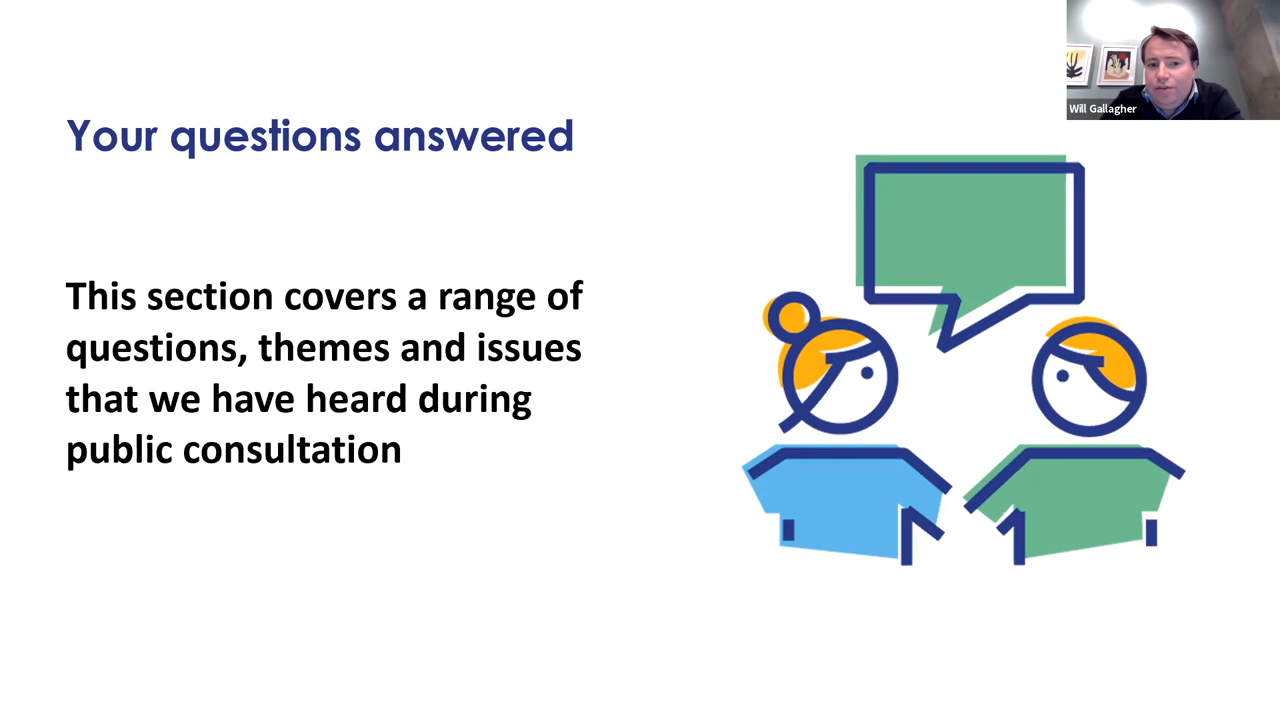 Will Gallagher
Your questions answered
This section covers a range of
questions, themes and issues
that we have heard during
public consultation